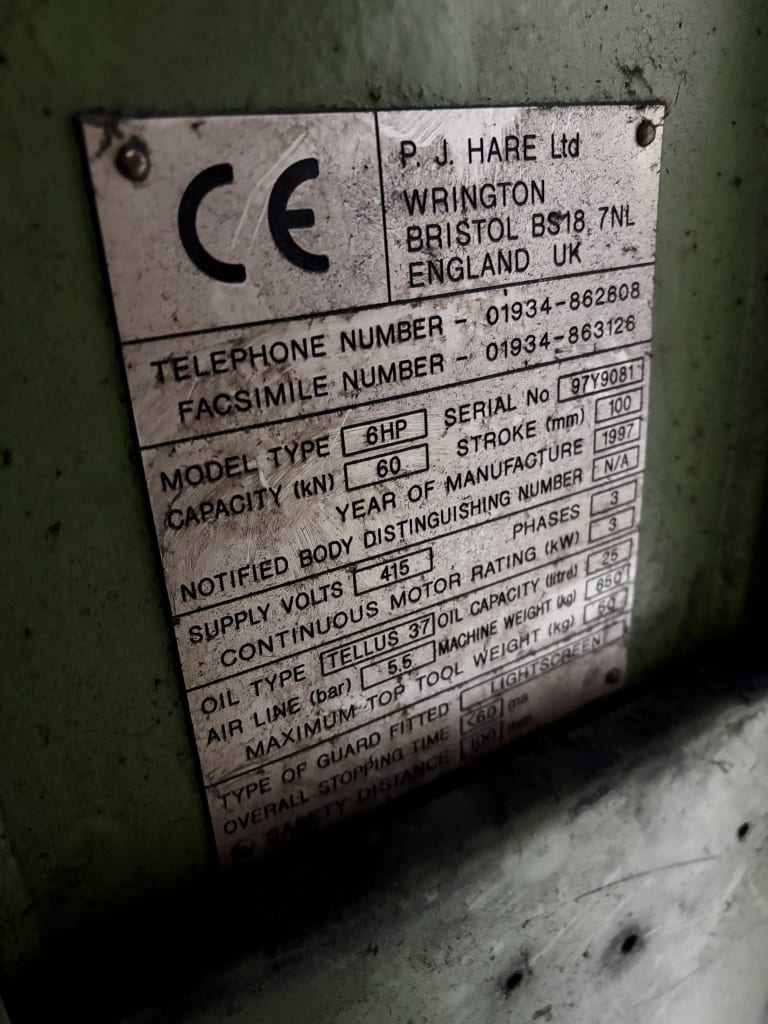 CE
P. J. HARE Ltd
WRINGTON
BRISTOL BS18 7NL
ENGLAND UK
TELEPHONE NUMBER - 01934-862608
FACSIMILE NUMBER - 01934-863126
MODEL TYPE 6HP SERIAL No 97Y9081
CAPACITY (kN) 60 STROKE (mm) 100
YEAR OF MANUFACTURE 1997
NOTIFIED BODY DISTINGUISHING NUMBER N/A
SUPPLY VOLTS 415 PHASES 3
CONTINUOUS MOTOR RATING (kW) 3
OIL TYPE TELLUS 37 OIL CAPACITY (litre) 25
AIR LINE (bar) 5.5 MACHINE WEIGHT (kg) 650
MAXIMUM TOP TOOL WEIGHT (kg) 60
TYPE OF GUARD FITTED LIGHTSCREEN
OVERALL STOPPING TIME <60 ms
SAFETY DISTANCE 100 mm